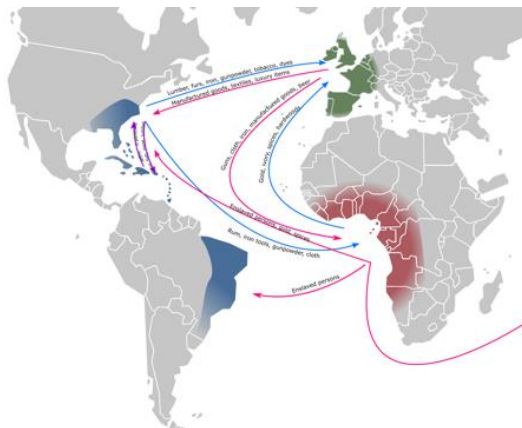 Lumber, furs, iron, gunpowder, tobacco, dyes
Manufactured goods, textiles, luxury items
Guns, cloth, iron, manufactured goods, beer
Gold, ivory, spices, hardwoods
Enslaved persons, gold, spices
Rum, iron tools, gunpowder, cloth
Enslaved persons